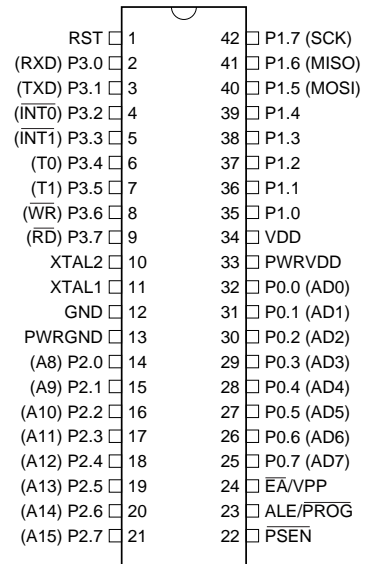 RST 1 42 P1.7 (SCK)
(RXD) P3.0 2 41 P1.6 (MISO)
(TXD) P3.1 3 40 P1.5 (MOSI)
(I̅N̅T̅0̅) P3.2 4 39 P1.4
(I̅N̅T̅1̅) P3.3 5 38 P1.3
(T0) P3.4 6 37 P1.2
(T1) P3.5 7 36 P1.1
(W̅R̅) P3.6 8 35 P1.0
(R̅D̅) P3.7 9 34 VDD
XTAL2 10 33 PWRVDD
XTAL1 11 32 P0.0 (AD0)
GND 12 31 P0.1 (AD1)
PWRGND 13 30 P0.2 (AD2)
(A8) P2.0 14 29 P0.3 (AD3)
(A9) P2.1 15 28 P0.4 (AD4)
(A10) P2.2 16 27 P0.5 (AD5)
(A11) P2.3 17 26 P0.6 (AD6)
(A12) P2.4 18 25 P0.7 (AD7)
(A13) P2.5 19 24 E̅A̅/VPP
(A14) P2.6 20 23 ALE/P̅R̅O̅G̅
(A15) P2.7 21 22 P̅S̅E̅N̅